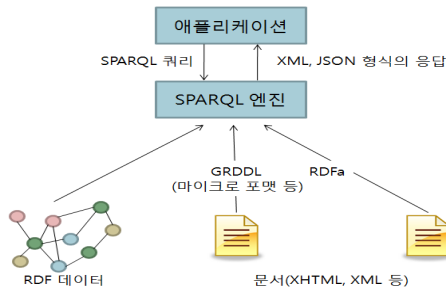 애플리케이션
SPARQL 쿼리
XML, JSON 형식의 응답
SPARQL 엔진
GRDDL
(마이크로 포맷 등)
RDFa
RDF 데이터
문서(XHTML, XML 등)